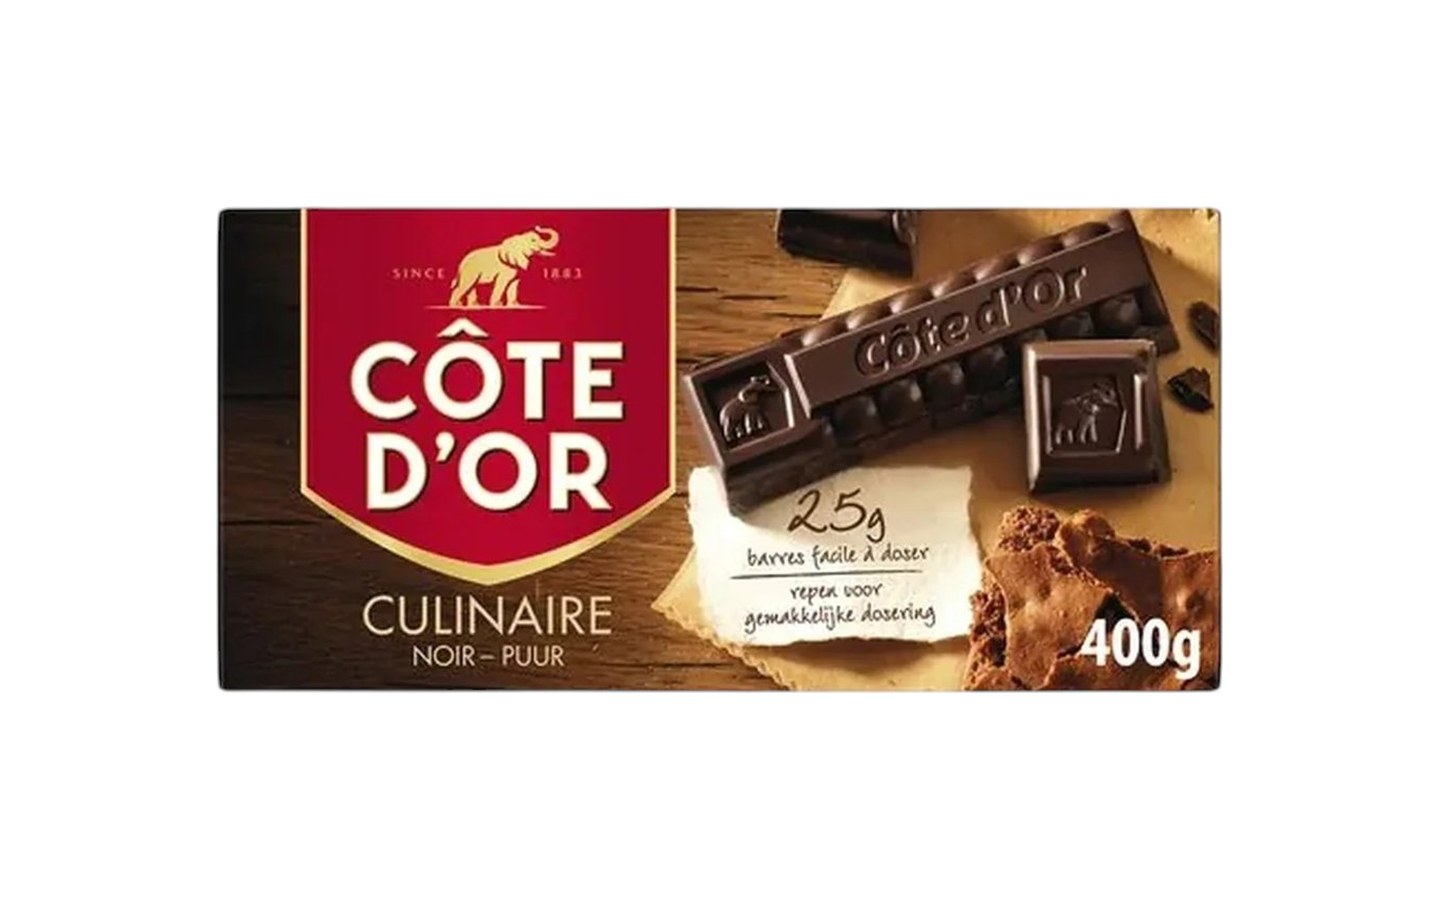 SINCE 1883
CÔTE
D'OR
CULINAIRE
NOIR – PUUR
Côte d'Or
25g
barres facile à doser
repen voor
gemakkelijke dosering
400g